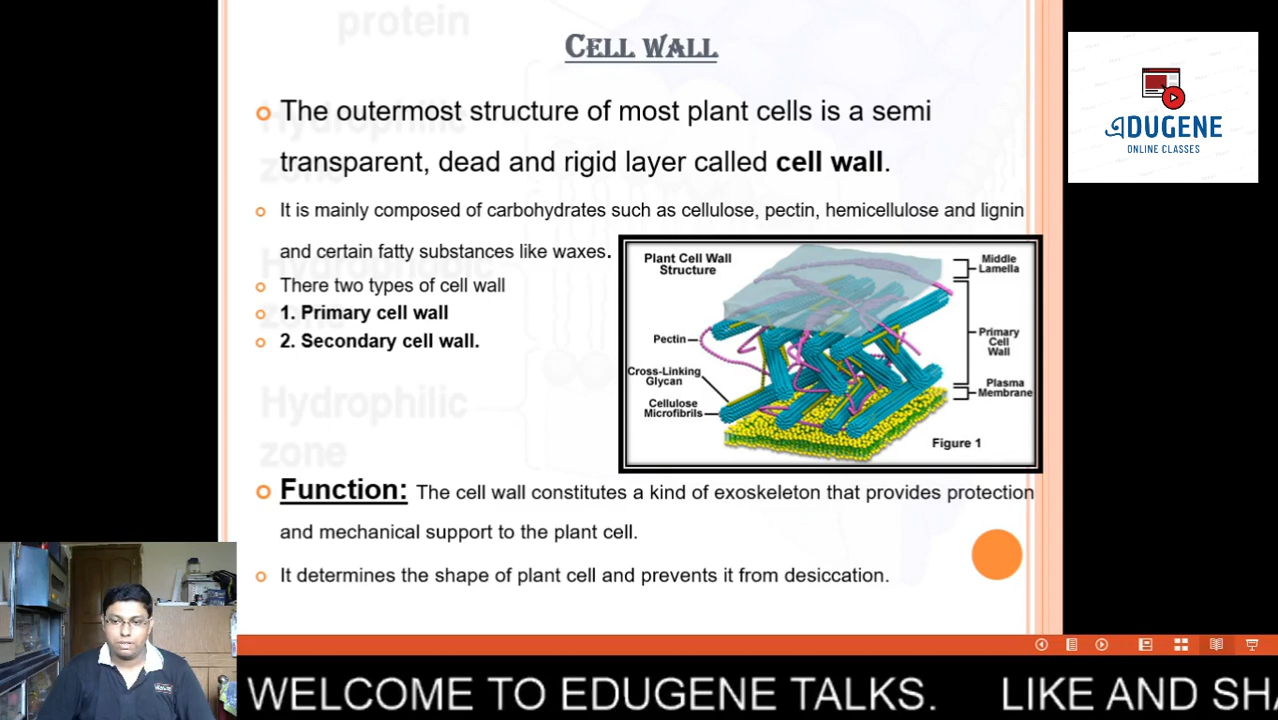 protein
CELL WALL
The outermost structure of most plant cells is a semi
transparent, dead and rigid layer called cell wall.
It is mainly composed of carbohydrates such as cellulose, pectin, hemicellulose and lignin
and certain fatty substances like waxes.
There two types of cell wall
1. Primary cell wall
2. Secondary cell wall.
Hydrophilic
zone
Hydrophobic
zone
Hydrophilic
zone
Plant Cell Wall
Structure
Middle
Lamella
Pectin
Primary
Cell
Wall
Cross-Linking
Glycan
Plasma
Membrane
Cellulose
Microfibrils
Figure 1
Function: The cell wall constitutes a kind of exoskeleton that provides protection
and mechanical support to the plant cell.
It determines the shape of plant cell and prevents it from desiccation.
eDUGENE
ONLINE CLASSES
WELCOME TO EDUGENE TALKS. LIKE AND SHA